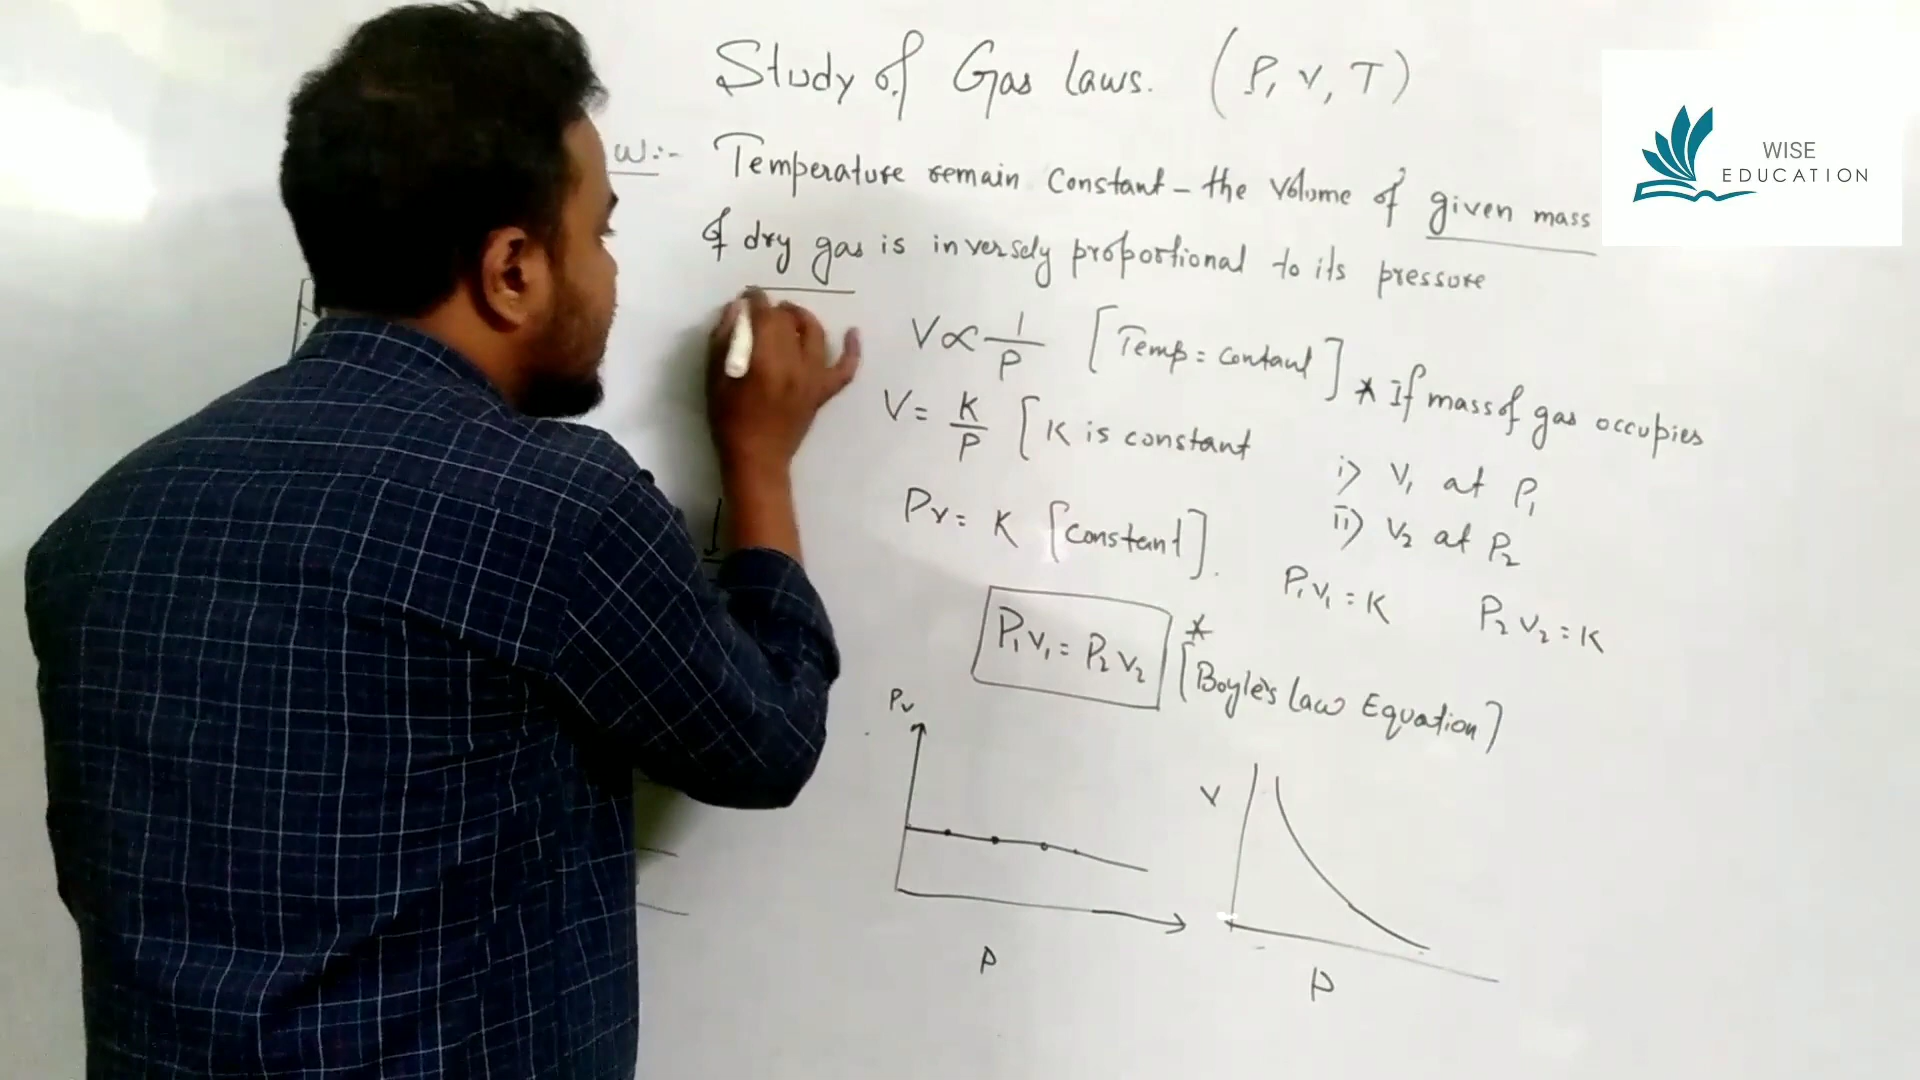 Study of Gas laws. (P, V, T)
WISE
EDUCATION
w:- Temperature remain Constant - the Volume of given mass
of dry gas is inversely proportional to its pressure
V ∝ 1/P [Temp = contant]
* If mass of gas occupies
V = K/P [K is constant
i) V₁ at P₁
ii) V₂ at P₂
Pv = K [Constant].
P₁V₁ = K P₂V₂ = K
P₁V₁ = P₂V₂ * [Boyle's Law Equation]
Pv
V
P
P